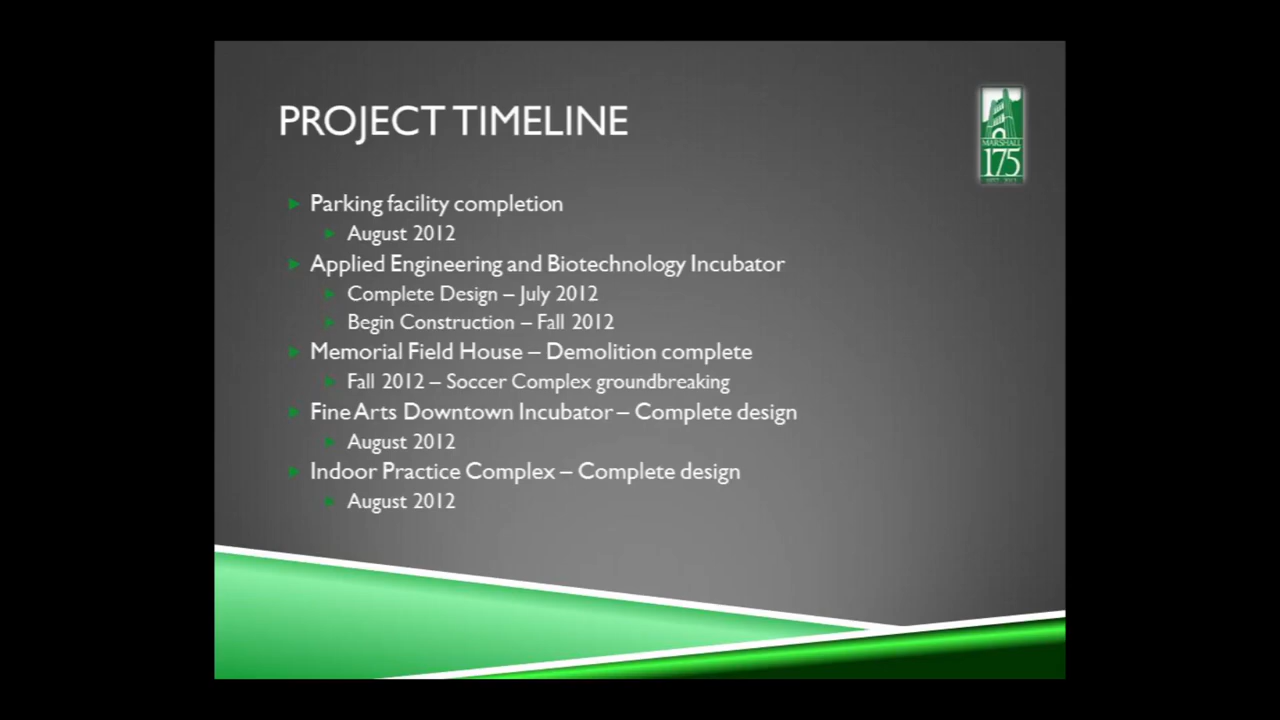 PROJECT TIMELINE
MARSHALL
175
Parking facility completion
August 2012
Applied Engineering and Biotechnology Incubator
Complete Design – July 2012
Begin Construction – Fall 2012
Memorial Field House – Demolition complete
Fall 2012 – Soccer Complex groundbreaking
Fine Arts Downtown Incubator – Complete design
August 2012
Indoor Practice Complex – Complete design
August 2012